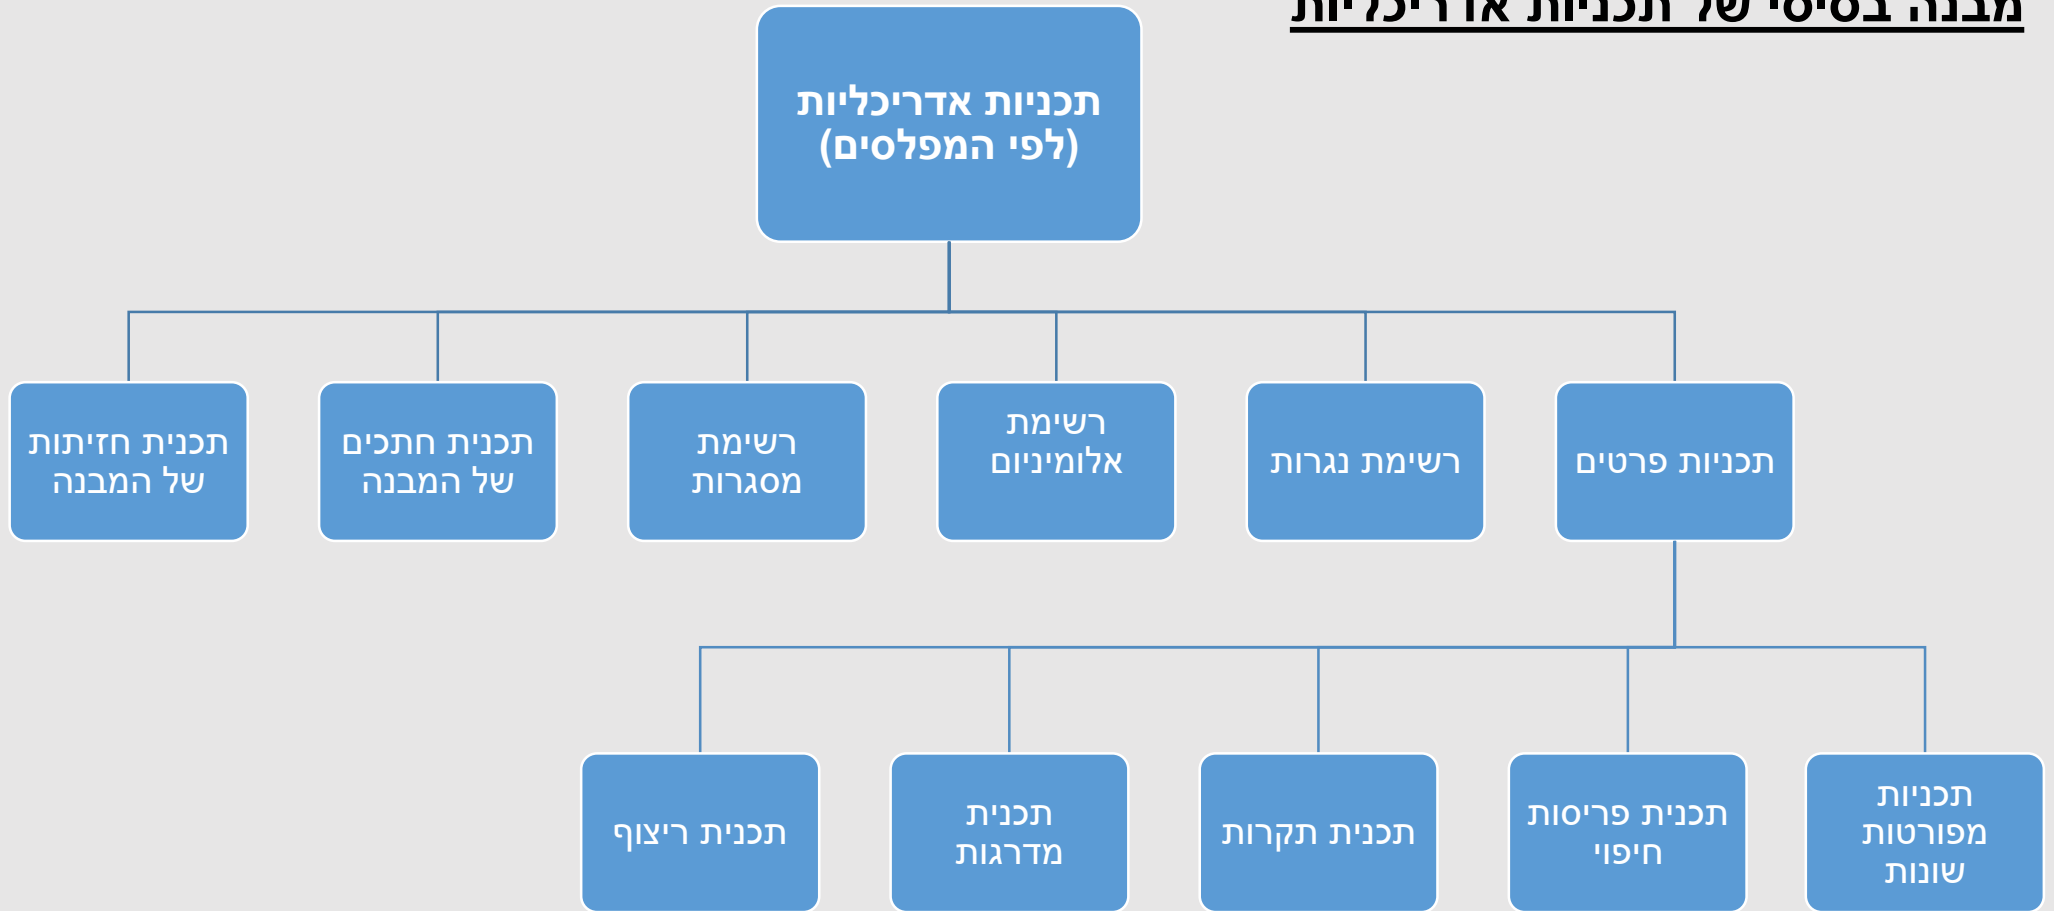 מבנה בסיסי של תכניות אדריכליות
תכניות אדריכליות
(לפי המפלסים)
תכניות פרטים
רשימת נגרות
רשימת
אלומיניום
רשימת
מסגרות
תכנית חתכים
של המבנה
תכנית חזיתות
של המבנה
תכניות
מפורטות
שונות
תכנית פריסות
חיפוי
תכנית תקרות
תכנית
מדרגות
תכנית ריצוף